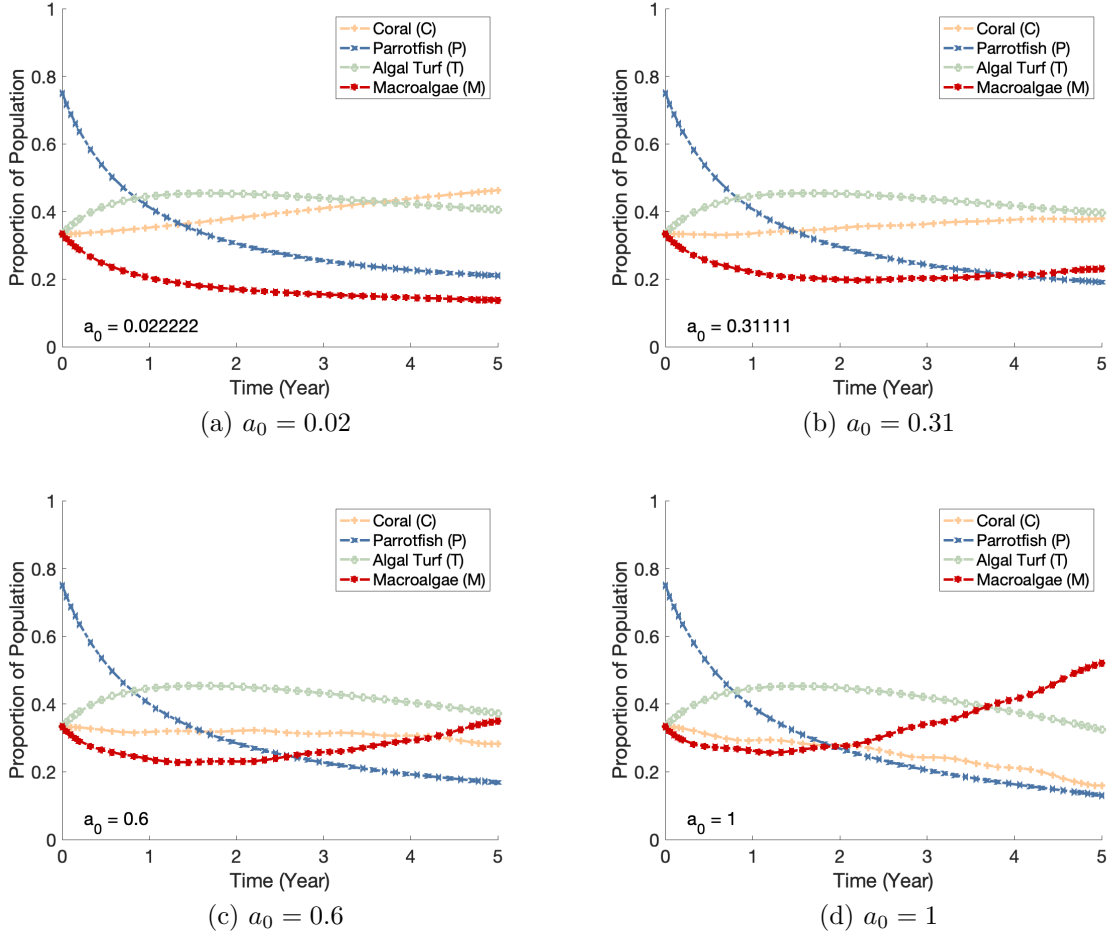 1
0.8
0.6
0.4
0.2
0
Proportion of Population
Coral (C)
Parrotfish (P)
Algal Turf (T)
Macroalgae (M)
a0 = 0.022222
0 1 2 3 4 5
Time (Year)
(a) a0 = 0.02
1
0.8
0.6
0.4
0.2
0
Proportion of Population
Coral (C)
Parrotfish (P)
Algal Turf (T)
Macroalgae (M)
a0 = 0.31111
0 1 2 3 4 5
Time (Year)
(b) a0 = 0.31
1
0.8
0.6
0.4
0.2
0
Proportion of Population
Coral (C)
Parrotfish (P)
Algal Turf (T)
Macroalgae (M)
a0 = 0.6
0 1 2 3 4 5
Time (Year)
(c) a0 = 0.6
1
0.8
0.6
0.4
0.2
0
Proportion of Population
Coral (C)
Parrotfish (P)
Algal Turf (T)
Macroalgae (M)
a0 = 1
0 1 2 3 4 5
Time (Year)
(d) a0 = 1